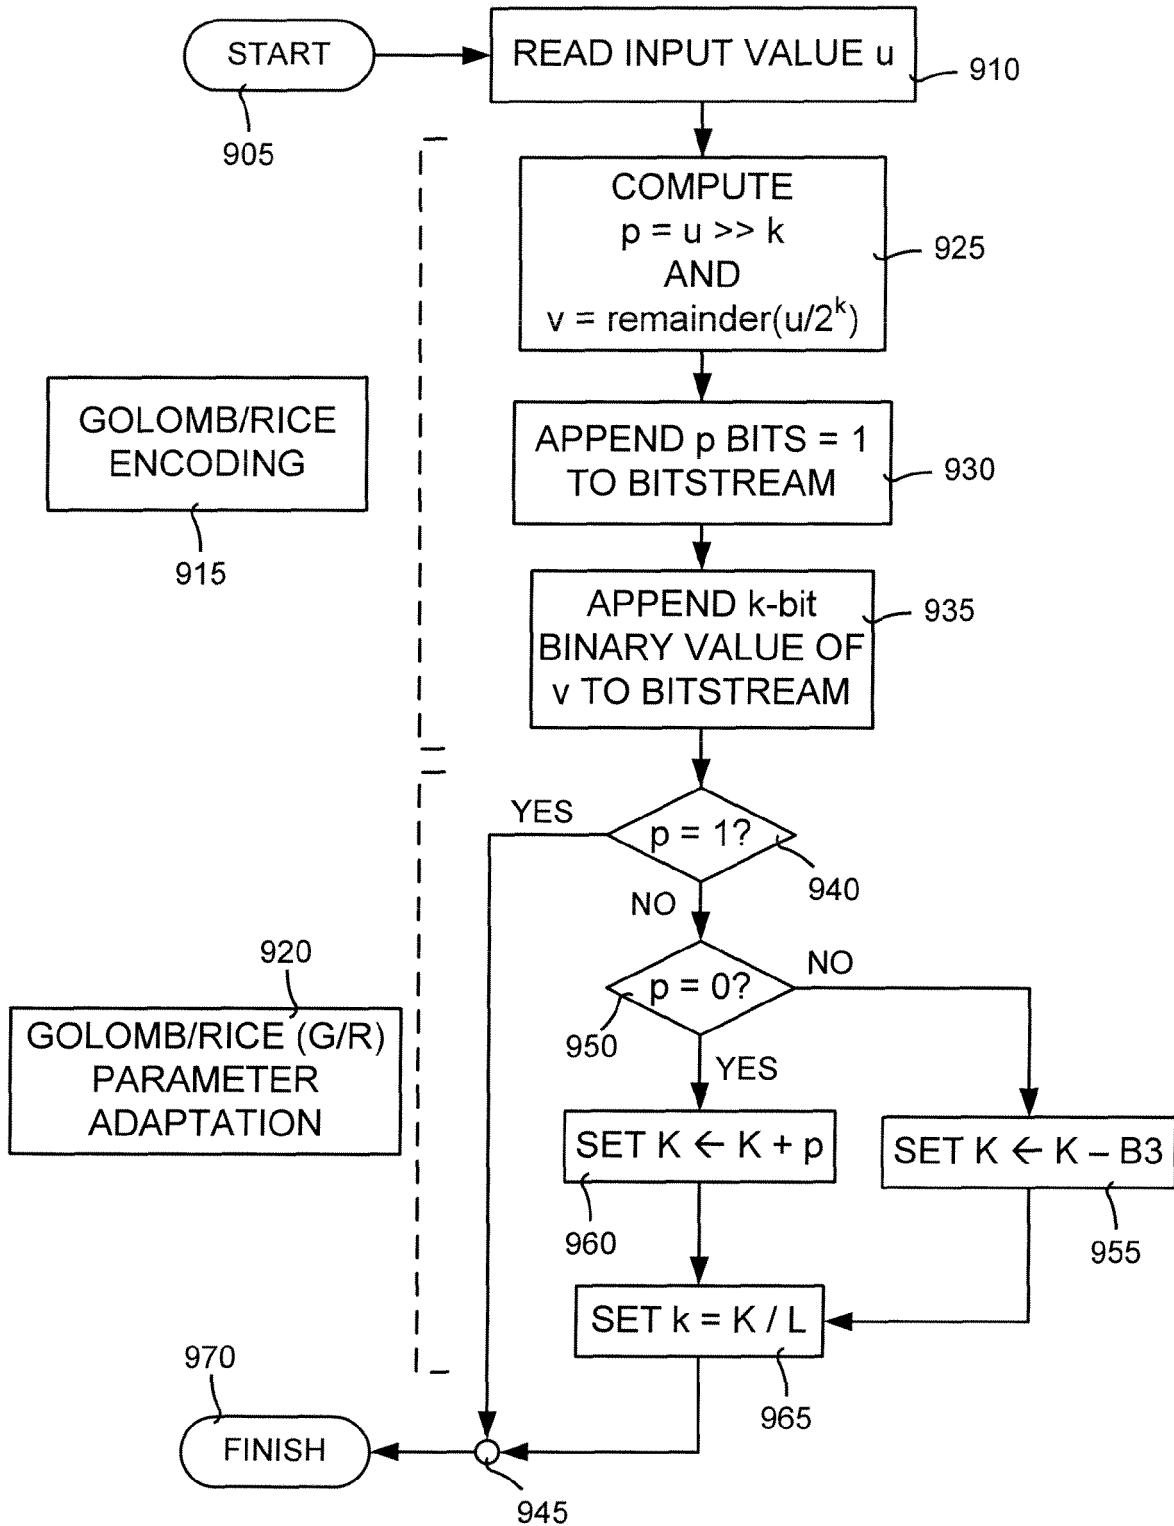 START
READ INPUT VALUE u
910
905
COMPUTE
p = u >> k
AND
v = remainder(u/2^k)
925
GOLOMB/RICE
ENCODING
915
APPEND p BITS = 1
TO BITSTREAM
930
APPEND k-bit
BINARY VALUE OF
v TO BITSTREAM
935
YES
p = 1?
940
NO
p = 0?
NO
950
YES
920
GOLOMB/RICE (G/R)
PARAMETER
ADAPTATION
SET K ← K + p
960
SET K ← K – B3
955
SET k = K / L
965
970
FINISH
945